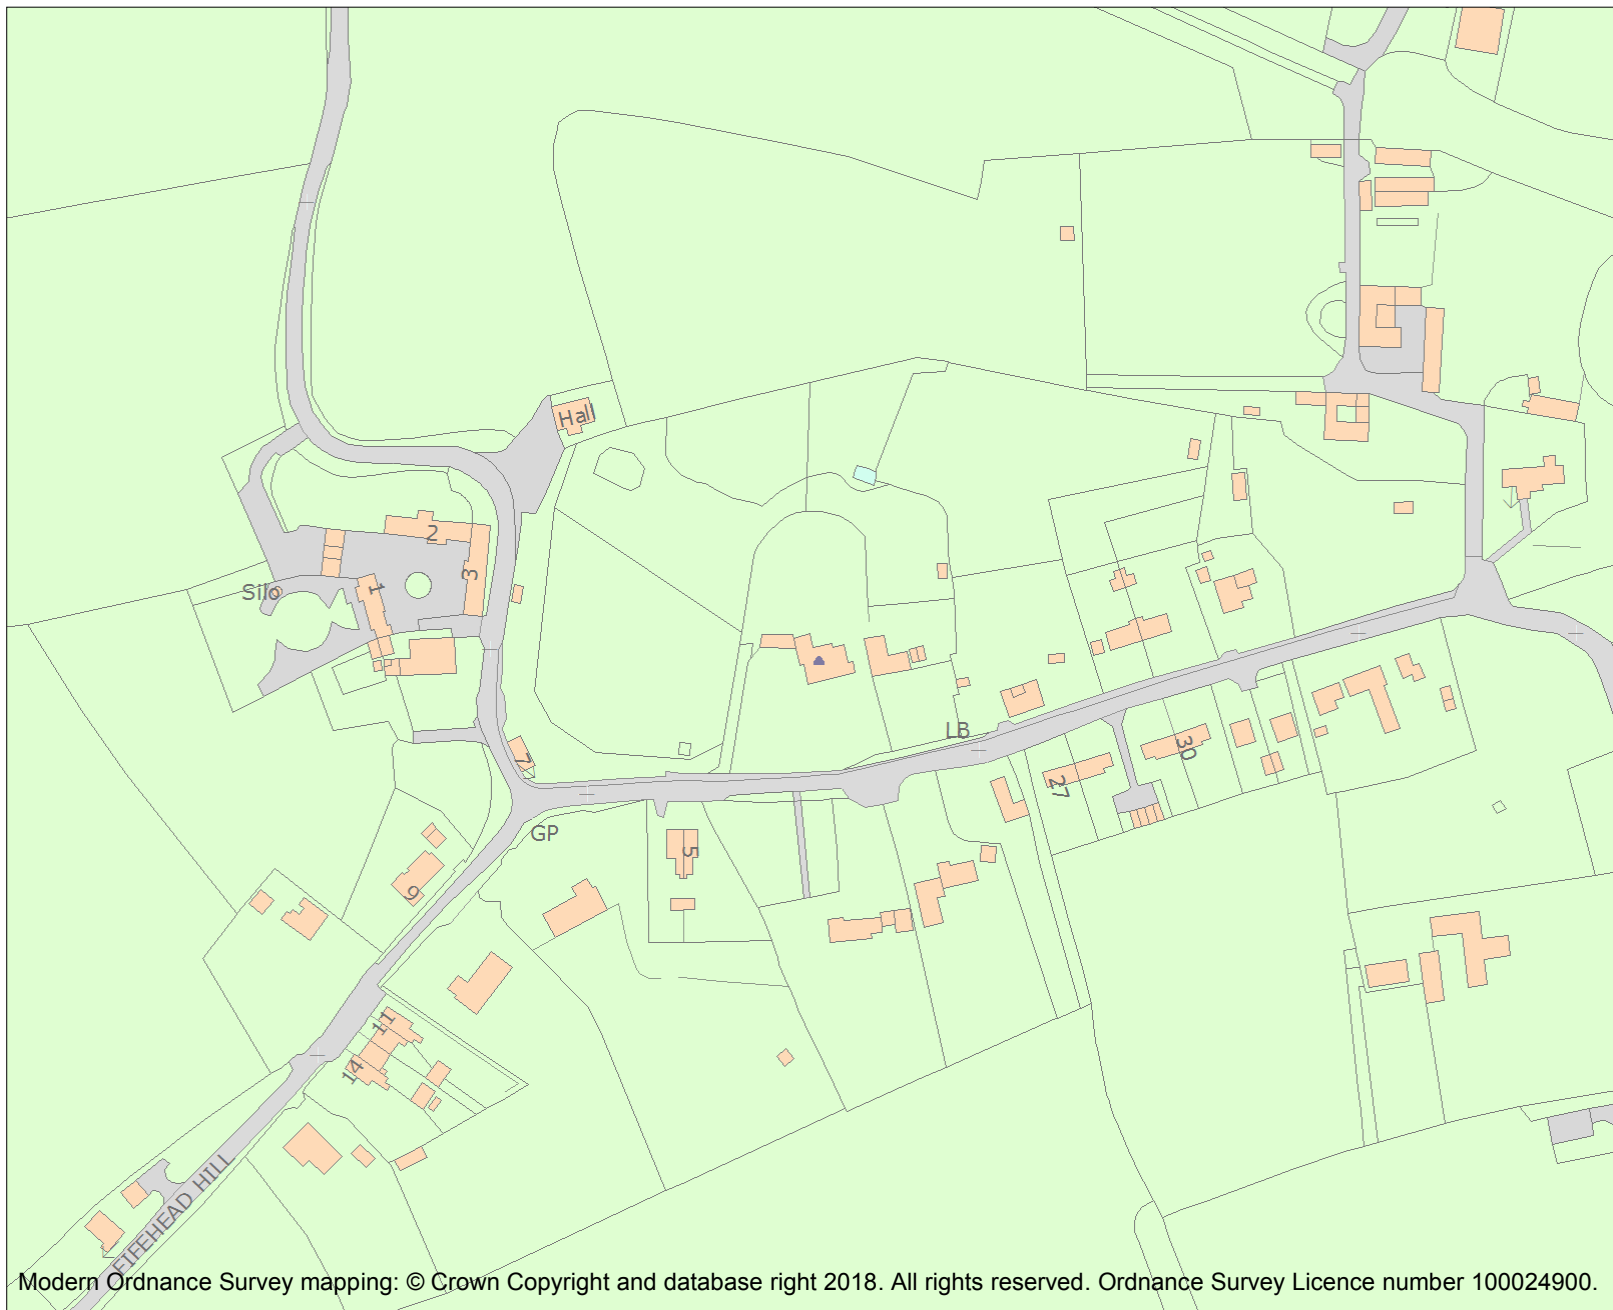 Hall
2
3
1
Silo
7
LB
30
27
GP
5
9
11
14
FIFEHEAD HILL
Modern Ordnance Survey mapping: © Crown Copyright and database right 2018. All rights reserved. Ordnance Survey Licence number 100024900.